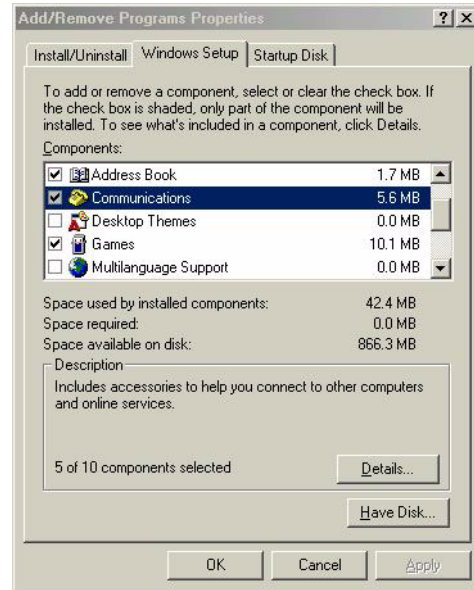 Add/Remove Programs Properties ? X
Install/Uninstall Windows Setup Startup Disk
To add or remove a component, select or clear the check box. If
the check box is shaded, only part of the component will be
installed. To see what's included in a component, click Details.
Components:
Address Book 1.7 MB
Communications 5.6 MB
Desktop Themes 0.0 MB
Games 10.1 MB
Multilanguage Support 0.0 MB
Space used by installed components: 42.4 MB
Space required: 0.0 MB
Space available on disk: 866.3 MB
Description
Includes accessories to help you connect to other computers
and online services.
5 of 10 components selected Details...
Have Disk...
OK Cancel Apply